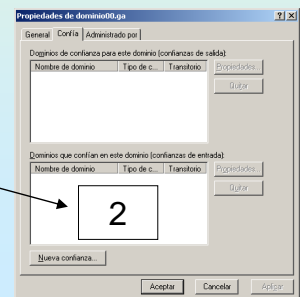 Propiedades de dominio00.ga
General Confía Administrado por
Dominios de confianza para este dominio (confianzas de salida):
Nombre de dominio Tipo de c... Transitorio Propiedades...
Quitar
Dominios que confían en este dominio (confianzas de entrada):
Nombre de dominio Tipo de c... Transitorio Propiedades...
Quitar
2
Nueva confianza...
Aceptar Cancelar Aplicar